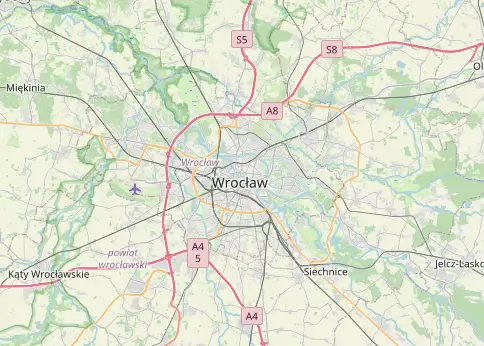 S5
S8
Ol
Miękinia
A8
Wrocław
Wrocław
powiat
wrocławski
A4
5
Kąty Wrocławskie
Siechnice
Jelcz-Lasko
A4